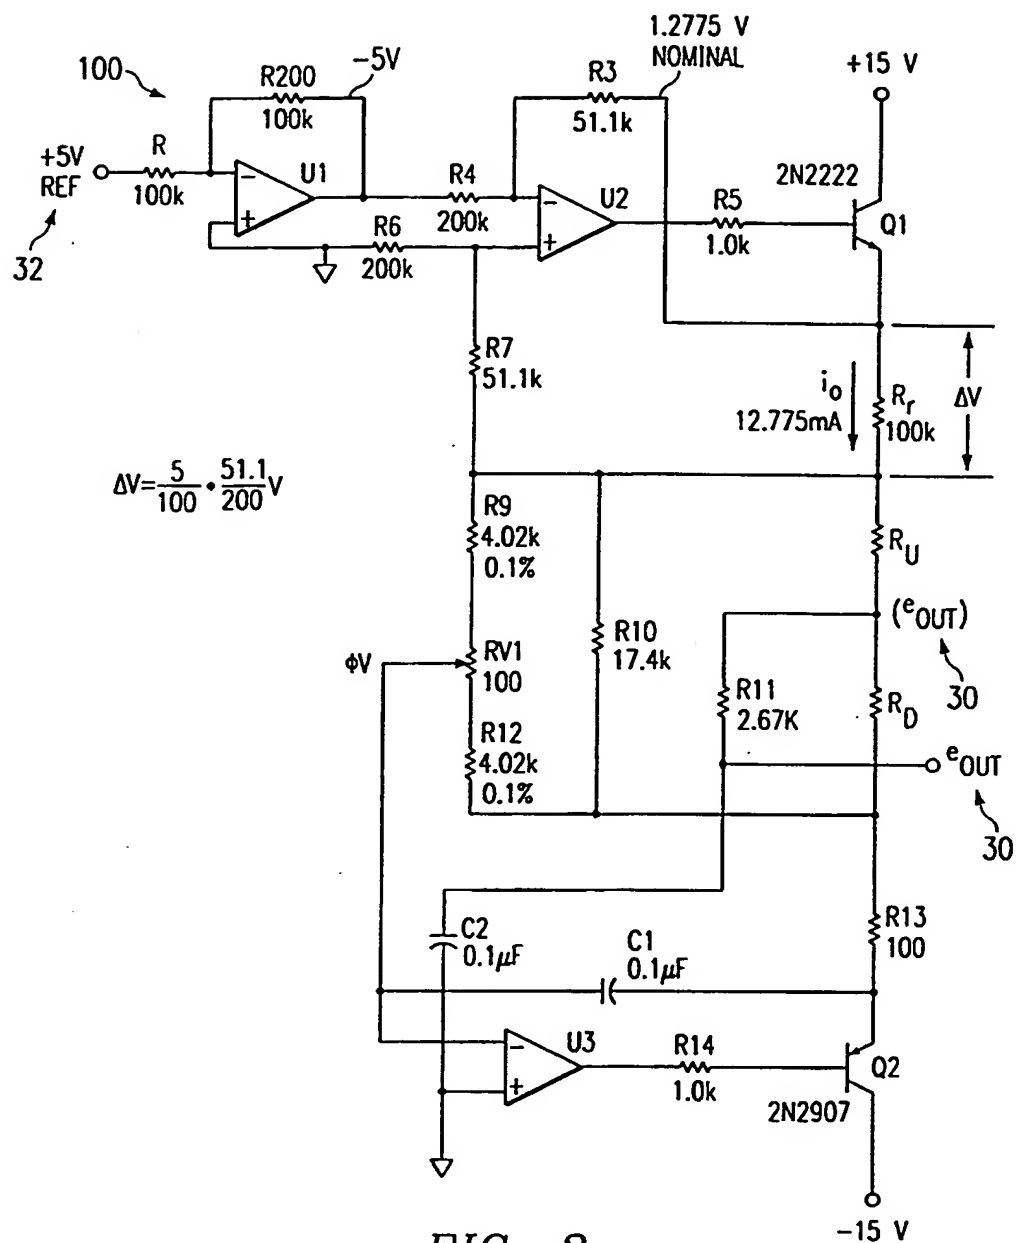 100
R200
100k
-5V
1.2775 V
NOMINAL
R3
51.1k
+15 V
+5V
REF
R
100k
U1
R4
200k
U2
R5
1.0k
2N2222
Q1
32
R6
200k
R7
51.1k
i₀
12.775mA
Rr
100k
ΔV
ΔV=5/100 • 51.1/200 V
R9
4.02k
0.1%
RU
(eOUT)
30
ΦV
RV1
100
R10
17.4k
R11
2.67K
RD
R12
4.02k
0.1%
eOUT
30
C2
0.1μF
C1
0.1μF
R13
100
U3
R14
1.0k
Q2
2N2907
-15 V